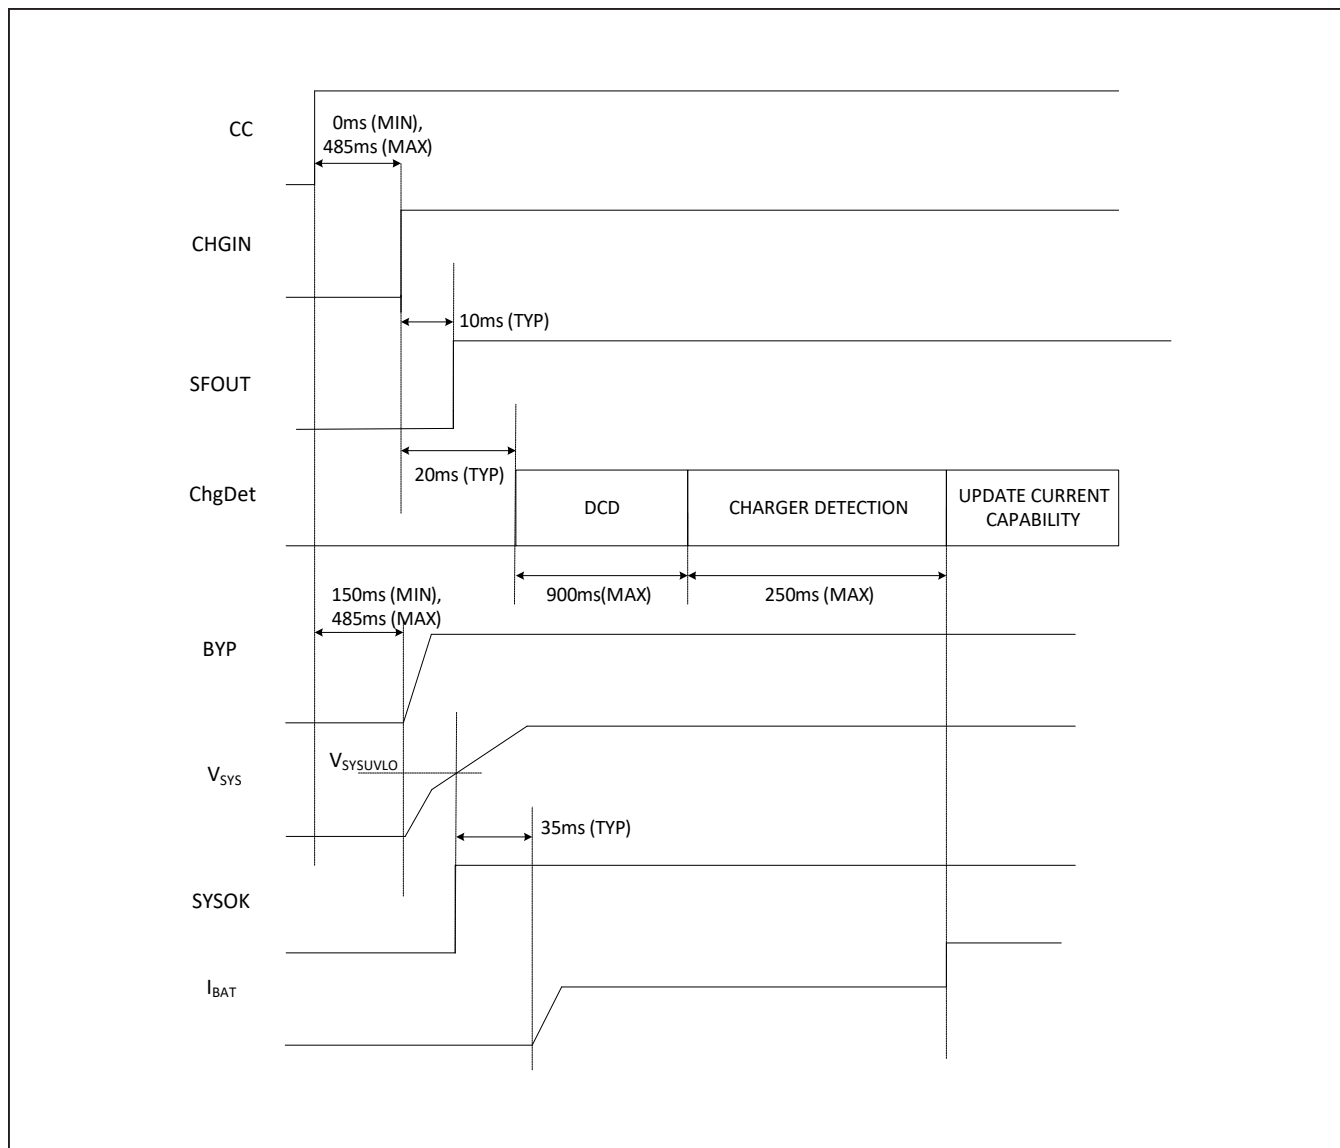 CC
0ms (MIN),
485ms (MAX)
CHGIN
10ms (TYP)
SFOUT
20ms (TYP)
ChgDet
DCD
CHARGER DETECTION
UPDATE CURRENT
CAPABILITY
900ms(MAX)
250ms (MAX)
150ms (MIN),
485ms (MAX)
BYP
VSYSUVLO
VSYS
35ms (TYP)
SYSOK
IBAT